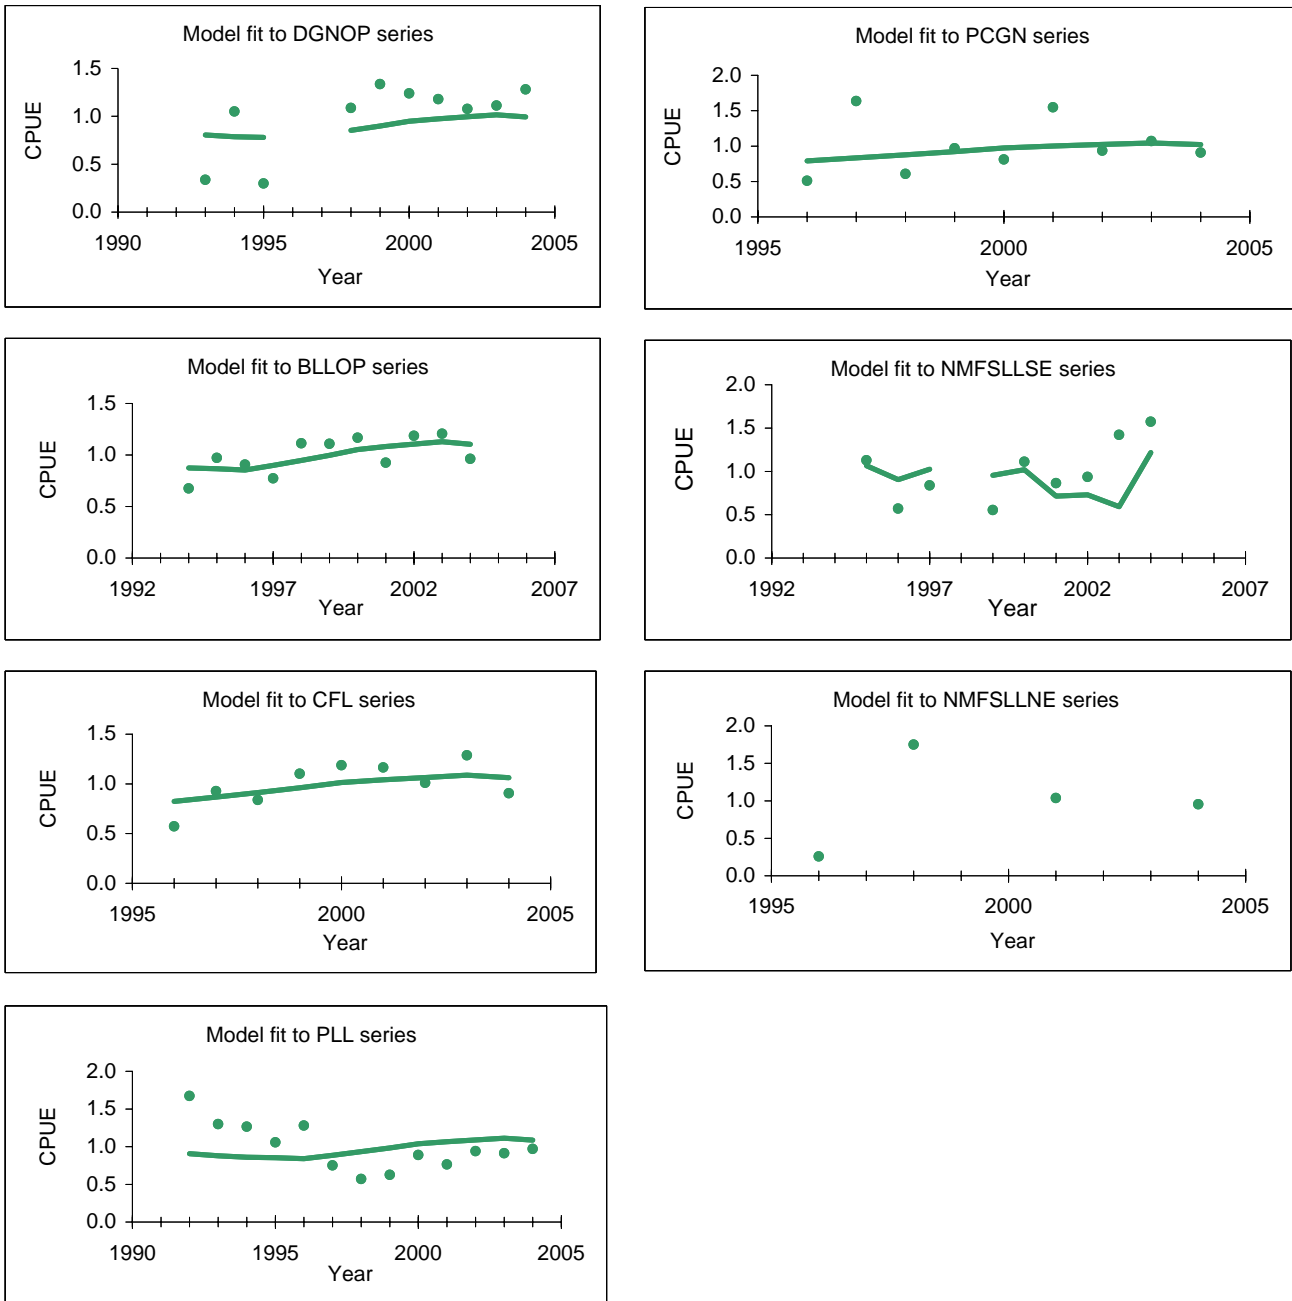 Model fit to DGNOP series
CPUE
1.5
1.0
0.5
0.0
1990 1995 2000 2005
Year
Model fit to PCGN series
CPUE
2.0
1.5
1.0
0.5
0.0
1995 2000 2005
Year
Model fit to BLLOP series
CPUE
1.5
1.0
0.5
0.0
1992 1997 2002 2007
Year
Model fit to NMFSLLSE series
CPUE
2.0
1.5
1.0
0.5
0.0
1992 1997 2002 2007
Year
Model fit to CFL series
CPUE
1.5
1.0
0.5
0.0
1995 2000 2005
Year
Model fit to NMFSLLNE series
CPUE
2.0
1.5
1.0
0.5
0.0
1995 2000 2005
Year
Model fit to PLL series
CPUE
2.0
1.5
1.0
0.5
0.0
1990 1995 2000 2005
Year